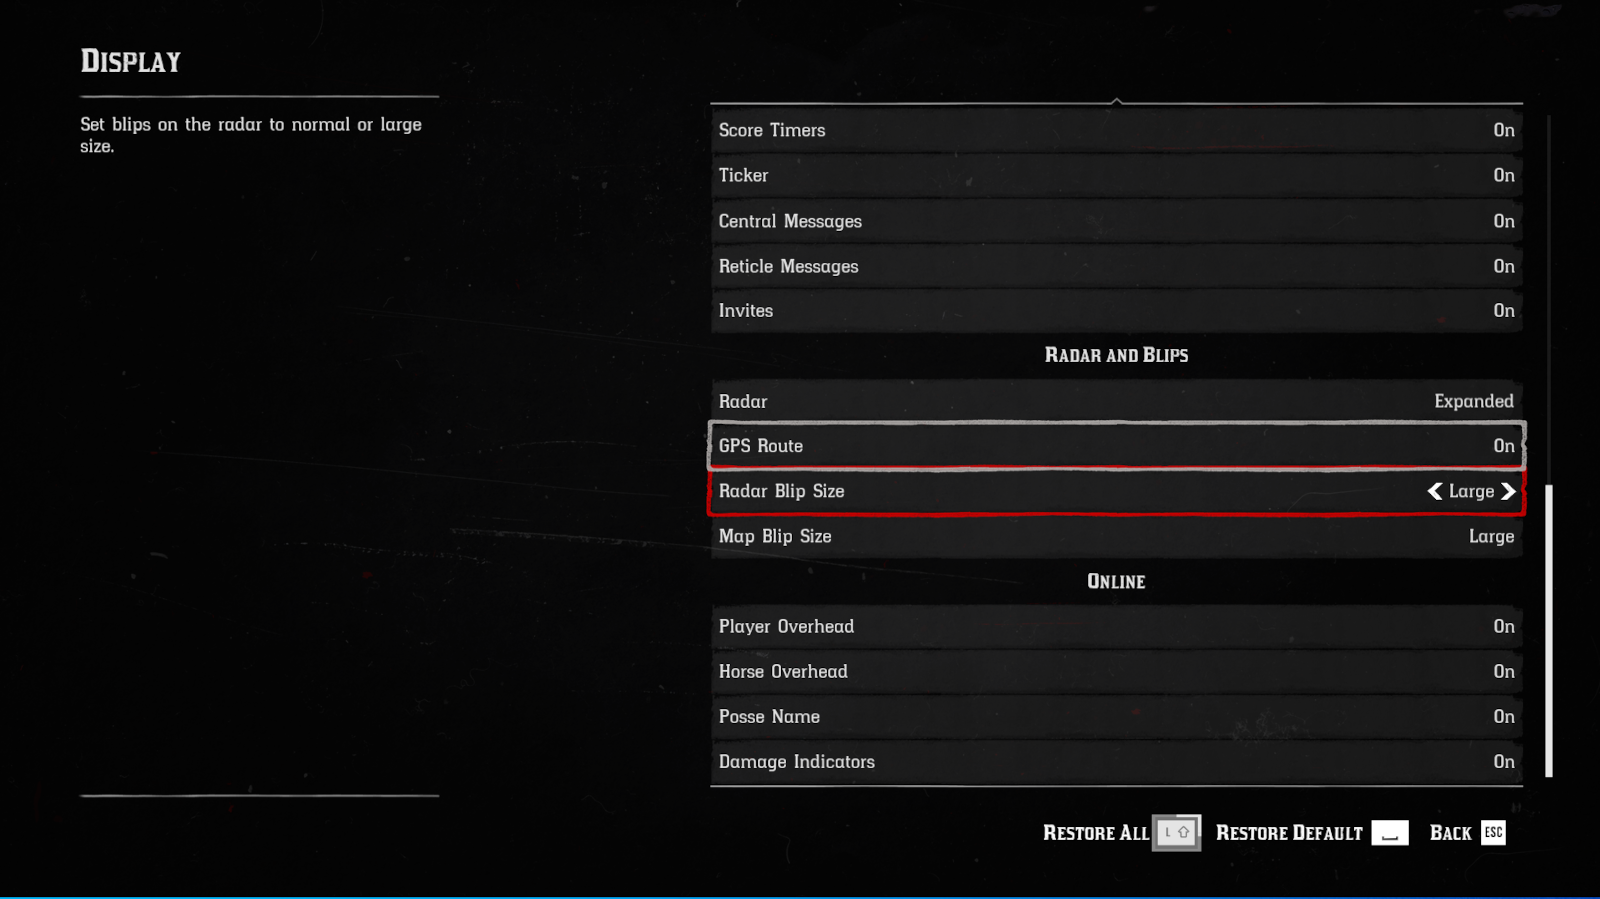 DISPLAY
Set blips on the radar to normal or large
size.
Score Timers On
Ticker On
Central Messages On
Reticle Messages On
Invites On
RADAR AND BLIPS
Radar Expanded
GPS Route On
Radar Blip Size Large
Map Blip Size Large
ONLINE
Player Overhead On
Horse Overhead On
Posse Name On
Damage Indicators On
RESTORE ALL L RESTORE DEFAULT BACK ESC